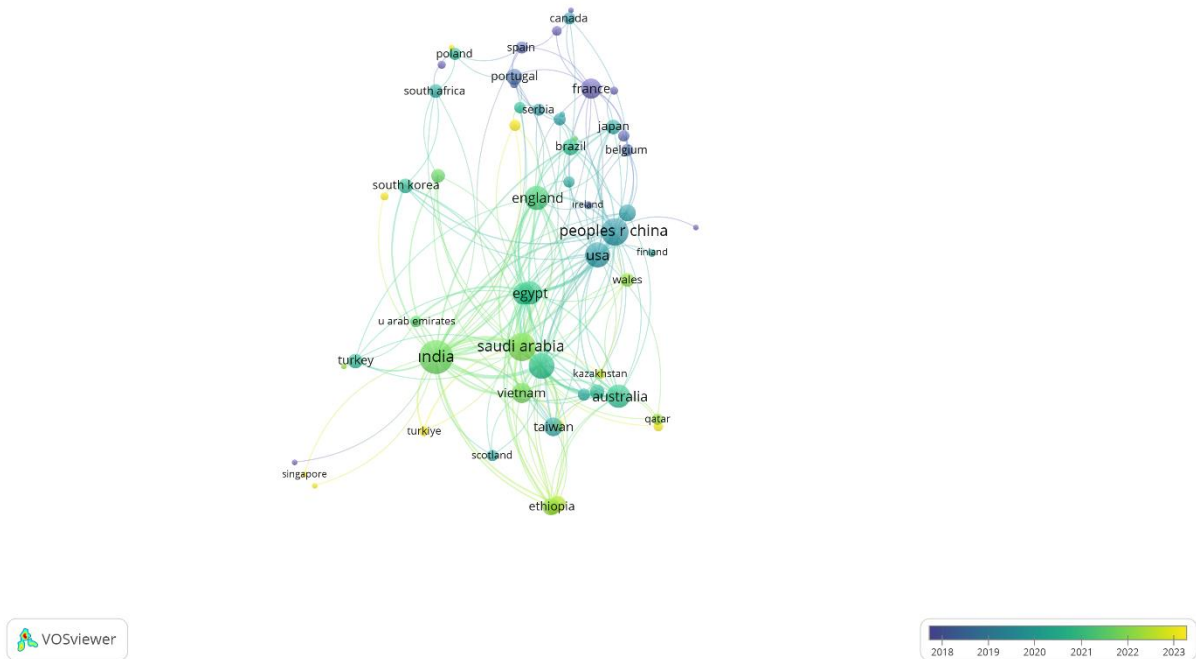 canada
spain
poland
portugal
france
south africa
serbia
japan
brazil
belgium
south korea
england
ireland
peoples r china
finland
usa
wales
egypt
u arab emirates
saudi arabia
ındia
turkey
kazakhstan
vietnam
australia
qatar
taiwan
turkiye
scotland
singapore
ethiopia
VOSviewer
2018 2019 2020 2021 2022 2023